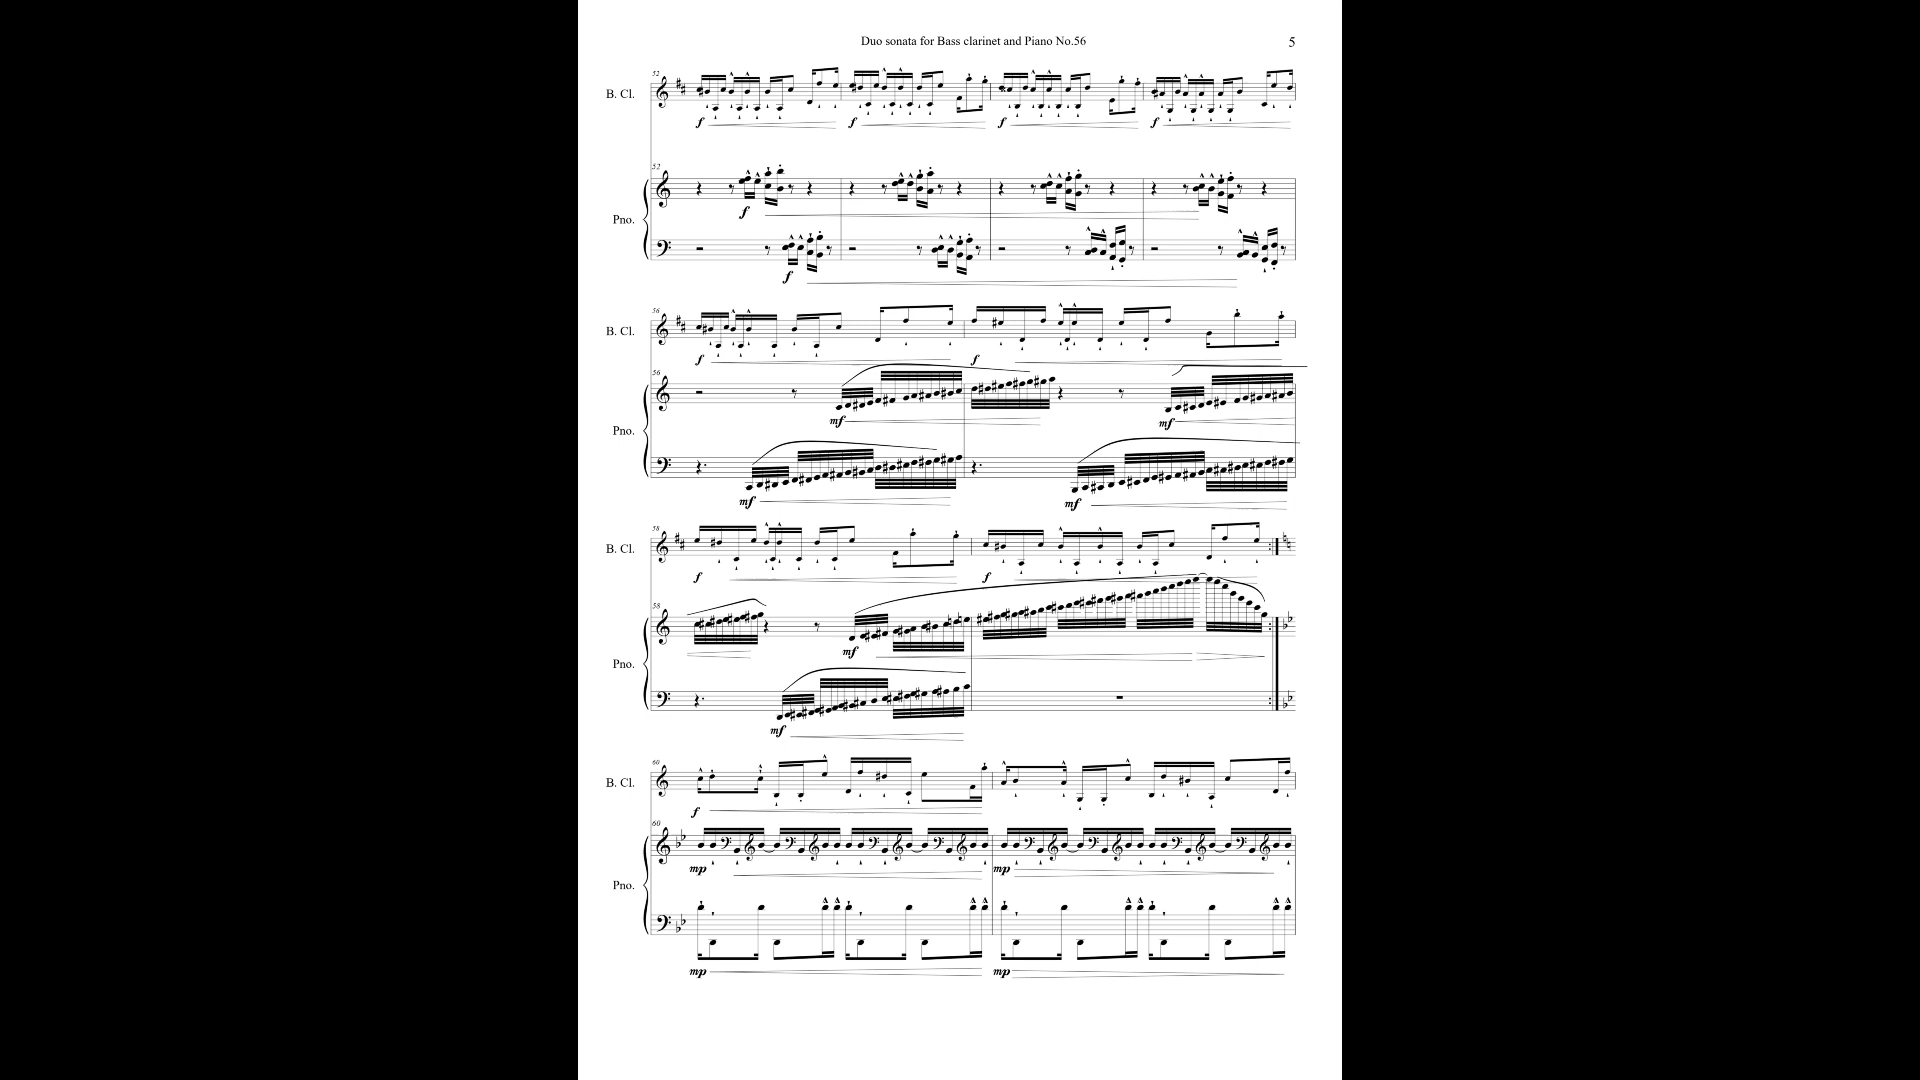 Duo sonata for Bass clarinet and Piano No.56
5
52
B. Cl.
f f f f
52
f
Pno.
f
56
B. Cl.
f f
56
mf mf
Pno.
mf mf
58
B. Cl.
f f
58
mf
Pno.
mf
60
B. Cl.
f
60
mp mp
Pno.
mp mp